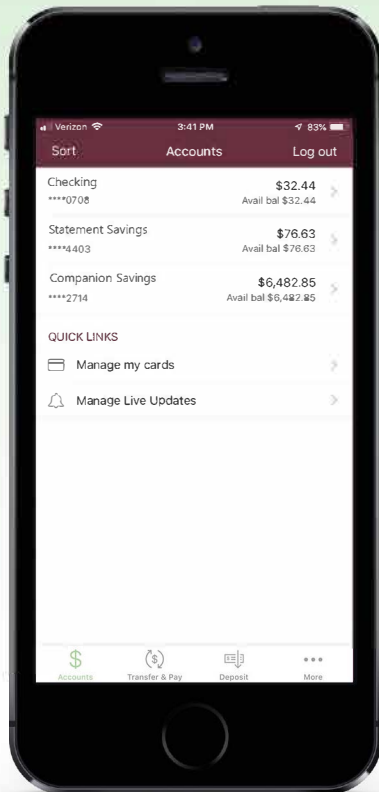 Verizon 3:41 PM 83%
Sort Accounts Log out
Checking $32.44
****0708 Avail bal $32.44
Statement Savings $76.63
****4403 Avail bal $76.63
Companion Savings $6,482.85
****2714 Avail bal $6,482.85
QUICK LINKS
Manage my cards
Manage Live Updates
Accounts Transfer & Pay Deposit More